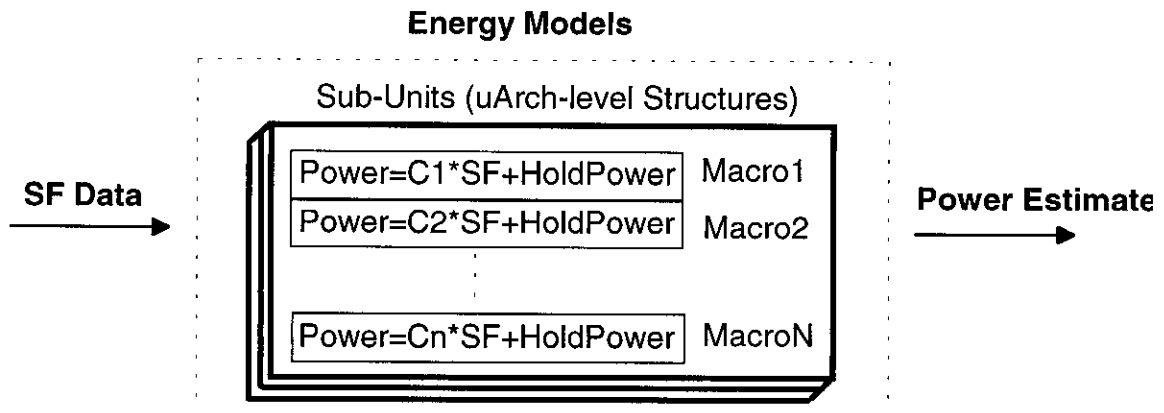 Energy Models
Sub-Units (uArch-level Structures)
Power=C1*SF+HoldPower Macro1
SF Data
Power=C2*SF+HoldPower Macro2
Power Estimate
Power=Cn*SF+HoldPower MacroN